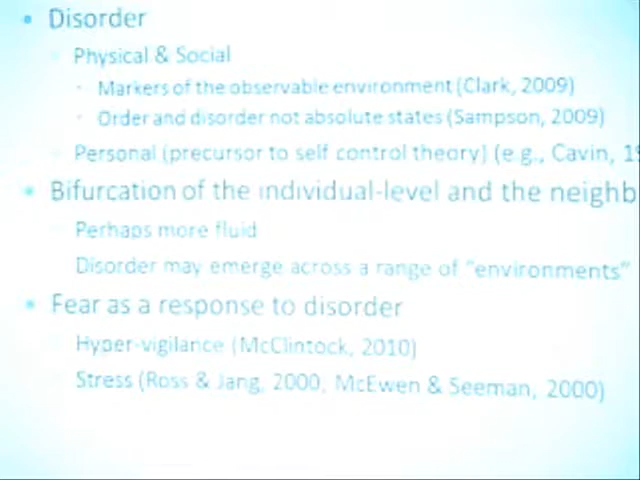 • Disorder
Physical & Social
• Markers of the observable environment (Clark, 2009)
• Order and disorder not absolute states (Sampson, 2009)
Personal (precursor to self control theory) (e.g., Cavin,
• Bifurcation of the individual-level and the
Perhaps more fluid
Disorder may emerge across a range of "environments"
• Fear as a response to disorder
Hyper-vigilance (McClintock, 2010)
Stress (Ross & Jang, 2000, McEwen & Seeman, 2000)